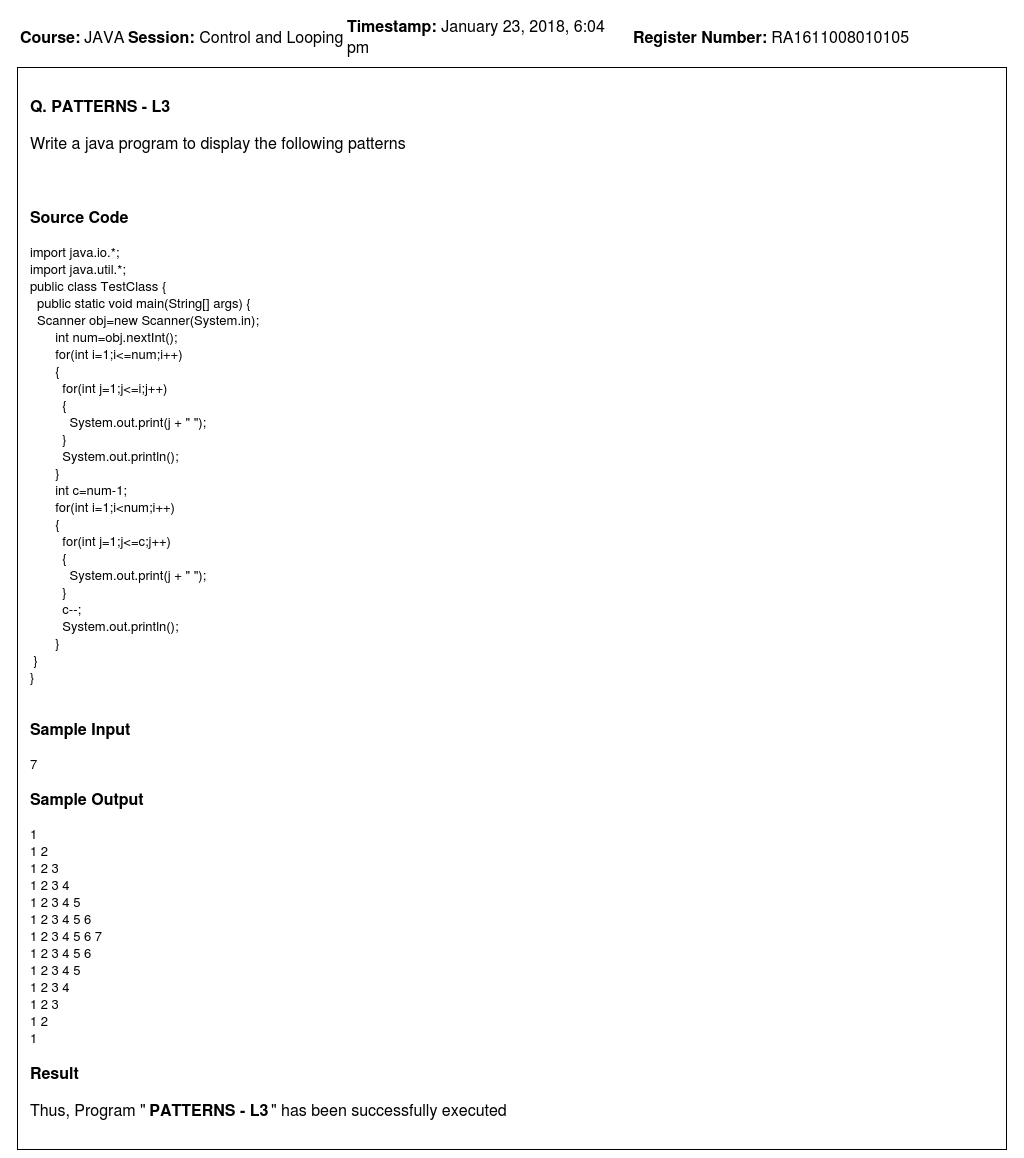 Course: JAVA Session: Control and Looping Timestamp: January 23, 2018, 6:04 pm Register Number: RA1611008010105
Q. PATTERNS - L3
Write a java program to display the following patterns
Source Code
import java.io.*;
import java.util.*;
public class TestClass {
  public static void main(String[] args) {
  Scanner obj=new Scanner(System.in);
       int num=obj.nextInt();
       for(int i=1;i<=num;i++)
       {
         for(int j=1;j<=i;j++)
         {
           System.out.print(j + " ");
         }
         System.out.println();
       }
       int c=num-1;
       for(int i=1;i<num;i++)
       {
         for(int j=1;j<=c;j++)
         {
           System.out.print(j + " ");
         }
         c--;
         System.out.println();
       }
 }
}
Sample Input
7
Sample Output
1
1 2
1 2 3
1 2 3 4
1 2 3 4 5
1 2 3 4 5 6
1 2 3 4 5 6 7
1 2 3 4 5 6
1 2 3 4 5
1 2 3 4
1 2 3
1 2
1
Result
Thus, Program " PATTERNS - L3 " has been successfully executed